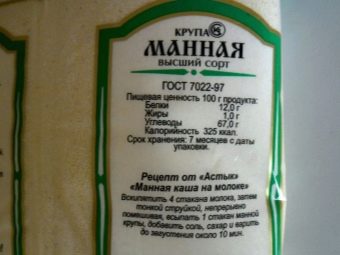 КРУПА
МАННАЯ
высший сорт
ГОСТ 7022-97
Пищевая ценность 100 г продукта:
Белки 12,0г
Жиры 1,0 г
Углеводы 67,0 г
Калорийность 325 ккал.
Срок хранения: 7 месяцев с даты
упаковки.
Рецепт от «Астык»
«Манная каша на молоке»
Вскипятить 4 стакана молока, затем
тонкой струйкой, непрерывно
помешивая, всыпать 1 стакан манной
крупы, добавить соль, сахар и варить
до загустения около 10 мин.